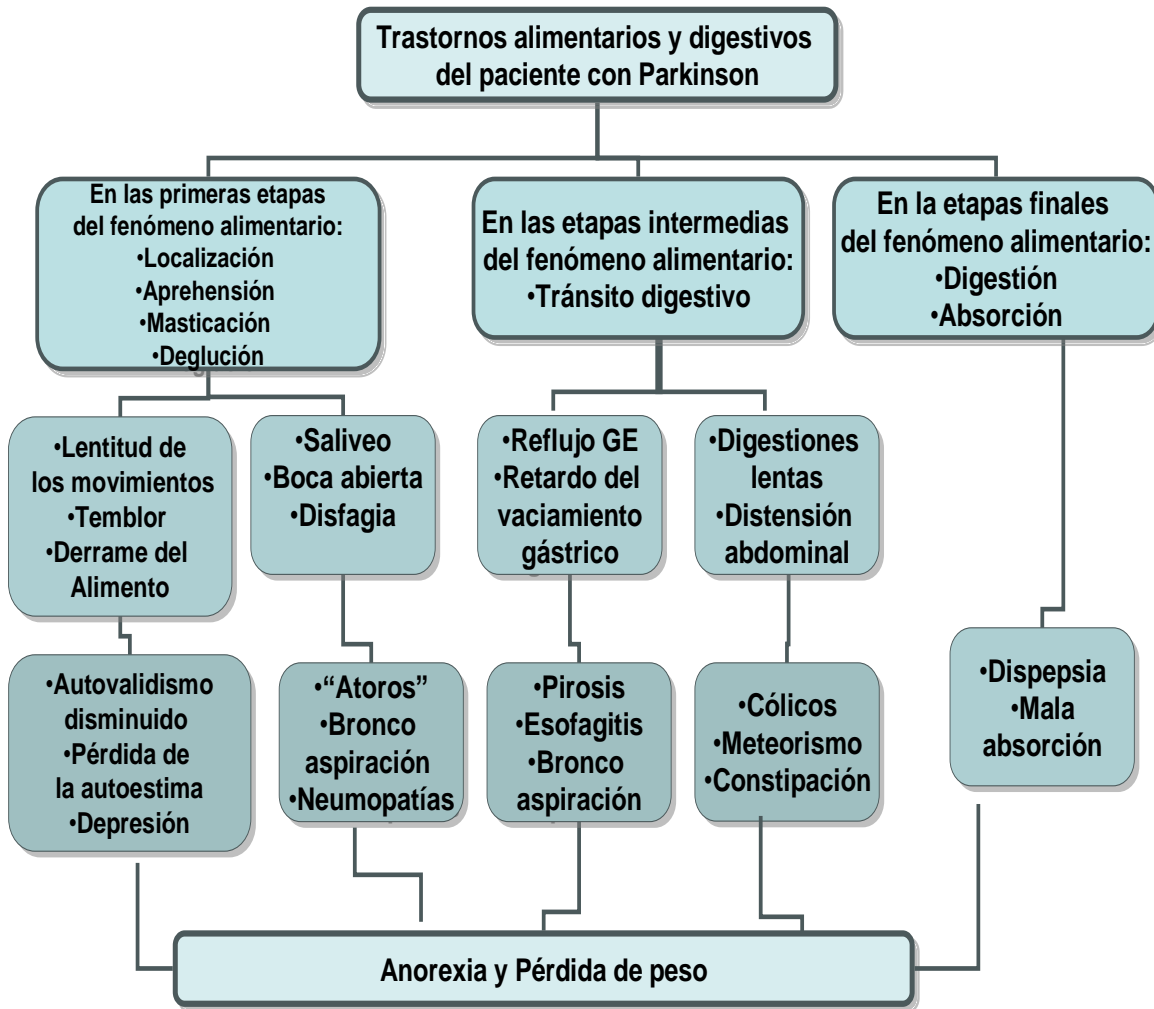 Trastornos alimentarios y digestivos
del paciente con Parkinson
En las primeras etapas
del fenómeno alimentario:
•Localización
•Aprehensión
•Masticación
•Deglución
En las etapas intermedias
del fenómeno alimentario:
•Tránsito digestivo
En la etapas finales
del fenómeno alimentario:
•Digestión
•Absorción
•Lentitud de
los movimientos
•Temblor
•Derrame del
Alimento
•Saliveo
•Boca abierta
•Disfagia
•Reflujo GE
•Retardo del
vaciamiento
gástrico
•Digestiones
lentas
•Distensión
abdominal
•Autovalidismo
disminuido
•Pérdida de
la autoestima
•Depresión
•“Atoros”
•Bronco
aspiración
•Neumopatías
•Pirosis
•Esofagitis
•Bronco
aspiración
•Cólicos
•Meteorismo
•Constipación
•Dispepsia
•Mala
absorción
Anorexia y Pérdida de peso